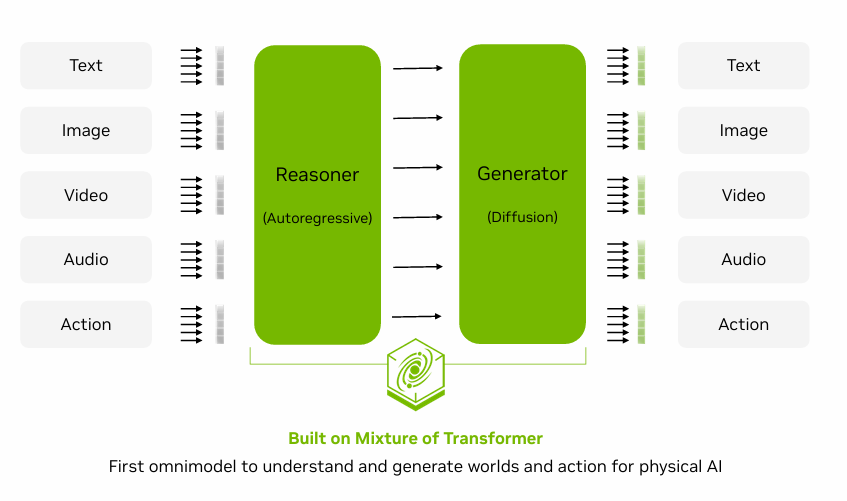 Text
Image
Video
Audio
Action
Reasoner
(Autoregressive)
Generator
(Diffusion)
Text
Image
Video
Audio
Action
Built on Mixture of Transformer
First omnimodel to understand and generate worlds and action for physical AI